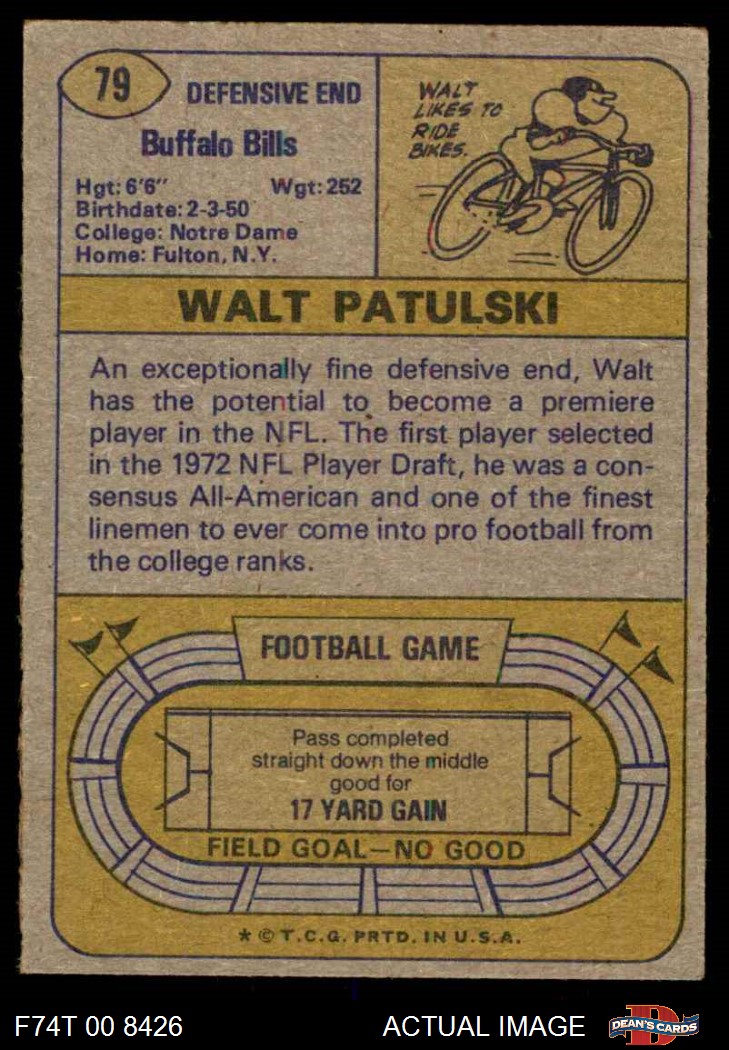 79
DEFENSIVE END
Buffalo Bills
Hgt: 6'6" Wgt: 252
Birthdate: 2-3-50
College: Notre Dame
Home: Fulton, N.Y.
WALT
LIKES TO
RIDE
BIKES.
WALT PATULSKI
An exceptionally fine defensive end, Walt
has the potential to become a premiere
player in the NFL. The first player selected
in the 1972 NFL Player Draft, he was a con-
sensus All-American and one of the finest
linemen to ever come into pro football from
the college ranks.
FOOTBALL GAME
Pass completed
straight down the middle
good for
17 YARD GAIN
FIELD GOAL—NO GOOD
* © T.C.G. PRTD. IN U.S.A.
F74T 00 8426
ACTUAL IMAGE
D
DEAN'S CARDS